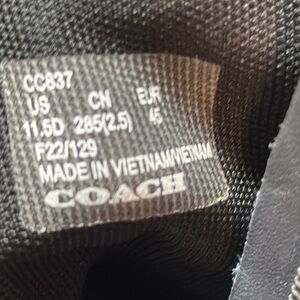 CC837
US CN EUR
11.5D 285(2.5) 45
F22/129
MADE IN VIETNAM/VIETNAM
COACH